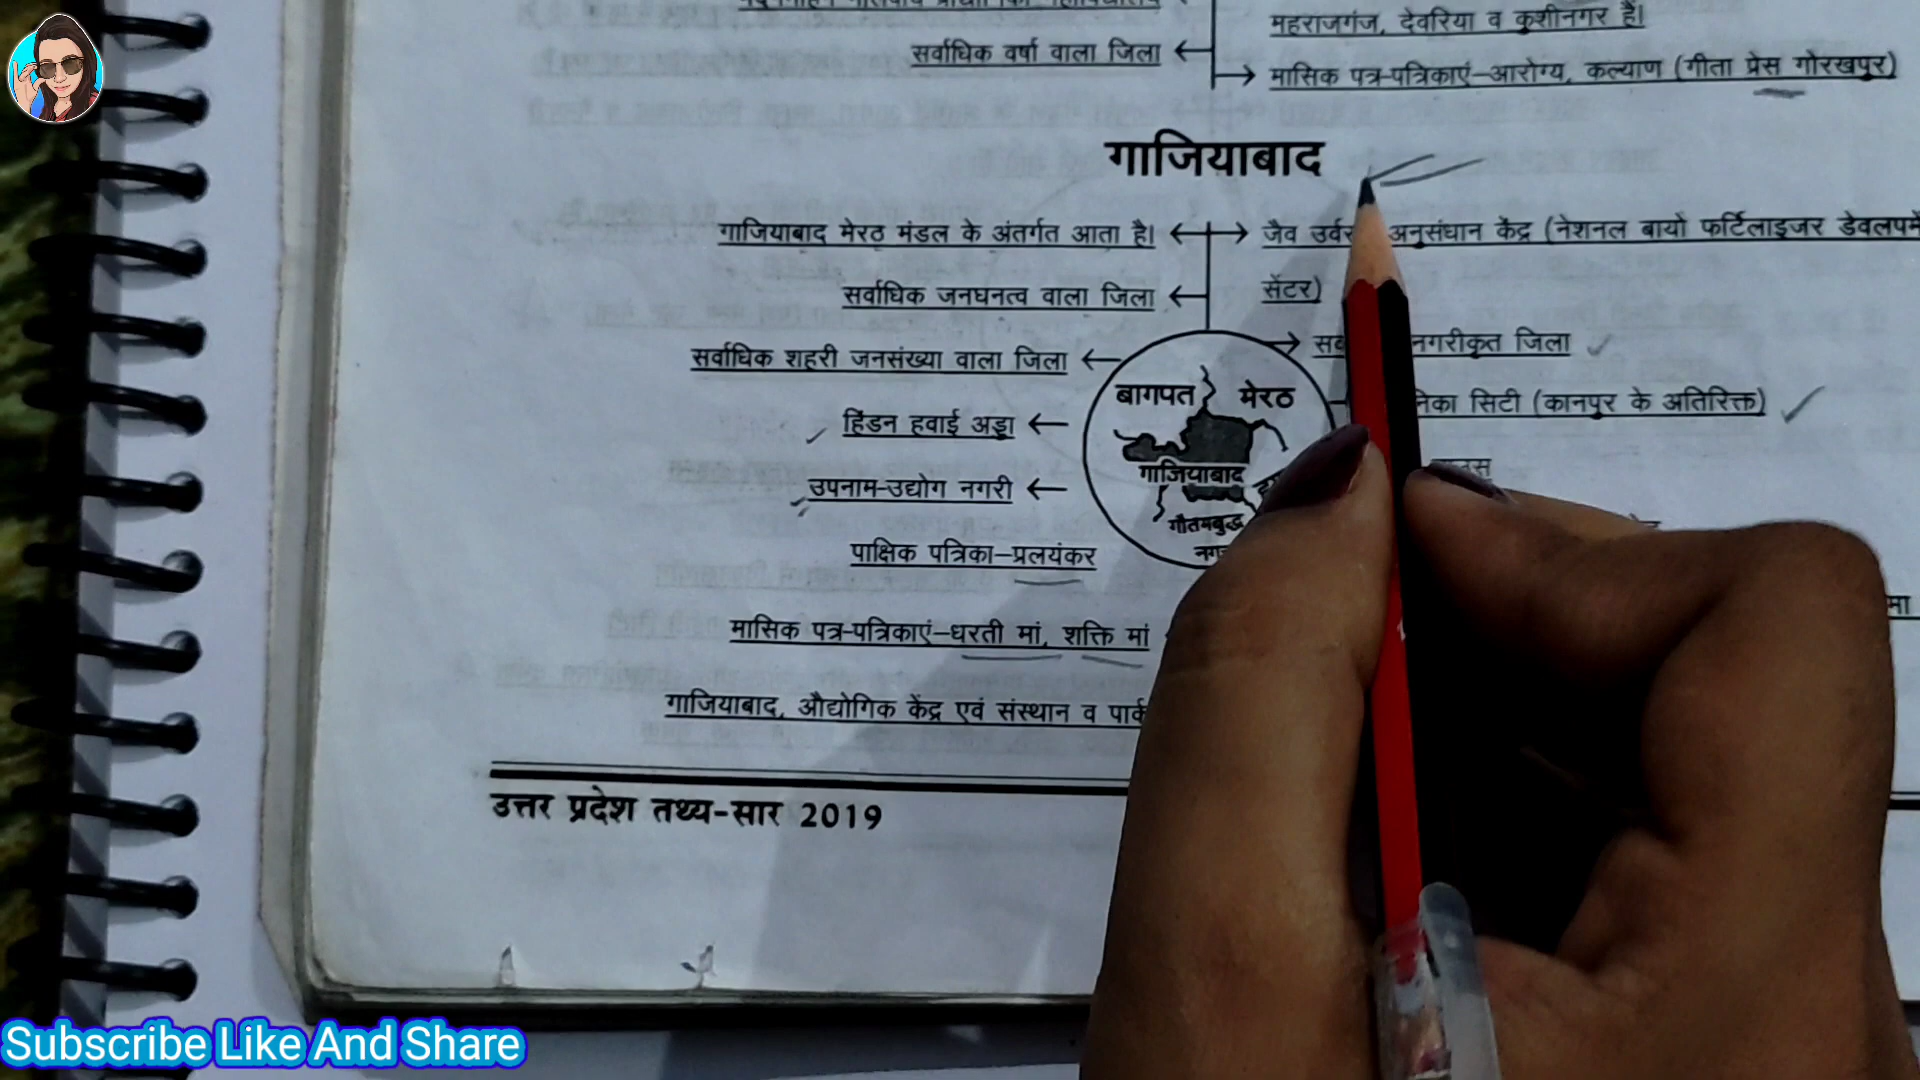 सर्वाधिक वर्षा वाला जिला
महराजगंज, देवरिया व कुशीनगर हैं।
मासिक पत्र-पत्रिकाएं–आरोग्य, कल्याण (गीता प्रेस गोरखपुर)
गाजियाबाद
गाजियाबाद मेरठ मंडल के अंतर्गत आता है।
सर्वाधिक जनघनत्व वाला जिला
सर्वाधिक शहरी जनसंख्या वाला जिला
हिंडन हवाई अड्डा
उपनाम-उद्योग नगरी
पाक्षिक पत्रिका–प्रलयंकर
मासिक पत्र-पत्रिकाएं–धरती मां, शक्ति मां
गाजियाबाद, औद्योगिक केंद्र एवं संस्थान व पार्क
जैव अनुसंधान केंद्र (नेशनल बायो फर्टिलाइजर
सेंटर)
नगरीकृत जिला
सिटी (कानपुर के अतिरिक्त)
बागपत
मेरठ
गाजियाबाद
गौतमबुद्ध
उत्तर प्रदेश तथ्य-सार 2019
Subscribe Like And Share